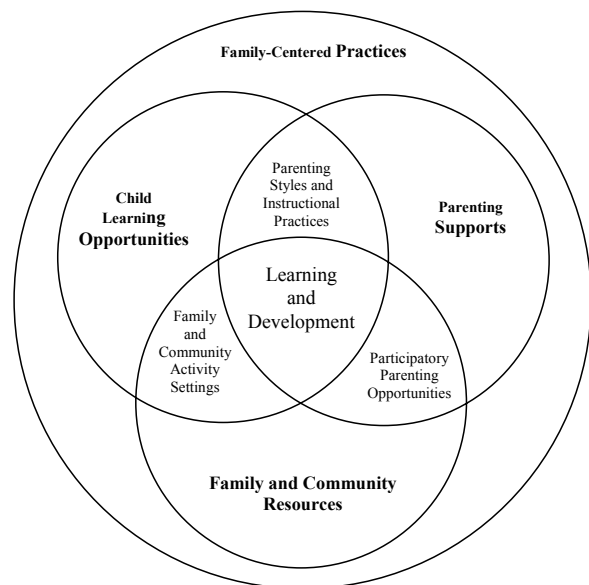 Family-Centered Practices
Parenting
Styles and
Instructional
Practices
Child
Learning
Opportunities
Parenting
Supports
Learning
and
Development
Family
and
Community
Activity
Settings
Participatory
Parenting
Opportunities
Family and Community
Resources